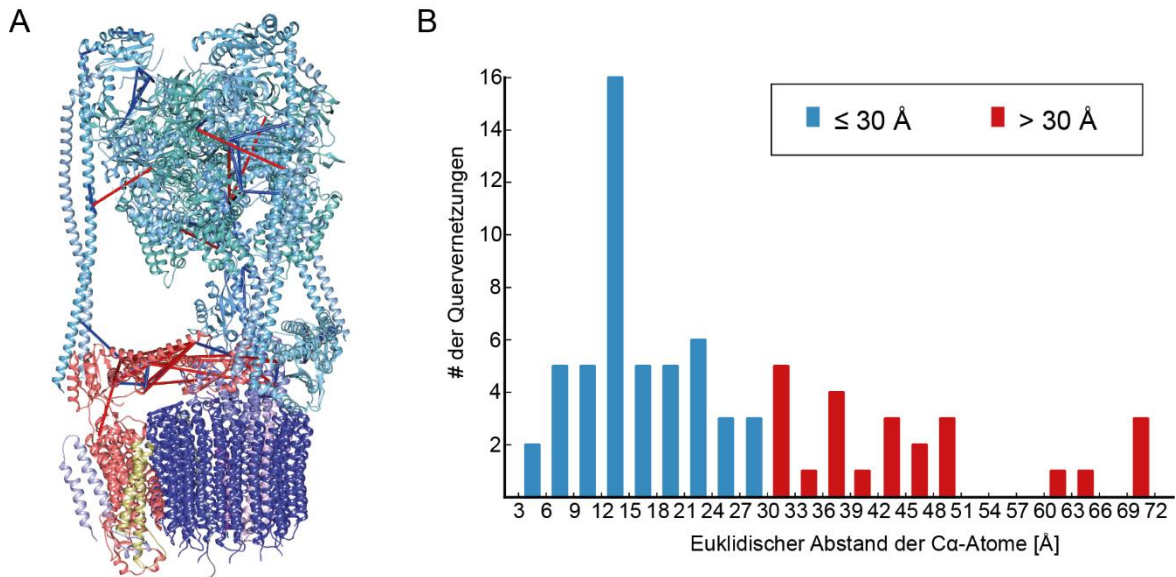 A
B
# der Quervernetzungen
16
14
12
10
8
6
4
2
≤ 30 Å
> 30 Å
3 6 9 12 15 18 21 24 27 30 33 36 39 42 45 48 51 54 57 60 63 66 69 72
Euklidischer Abstand der Cα-Atome [Å]